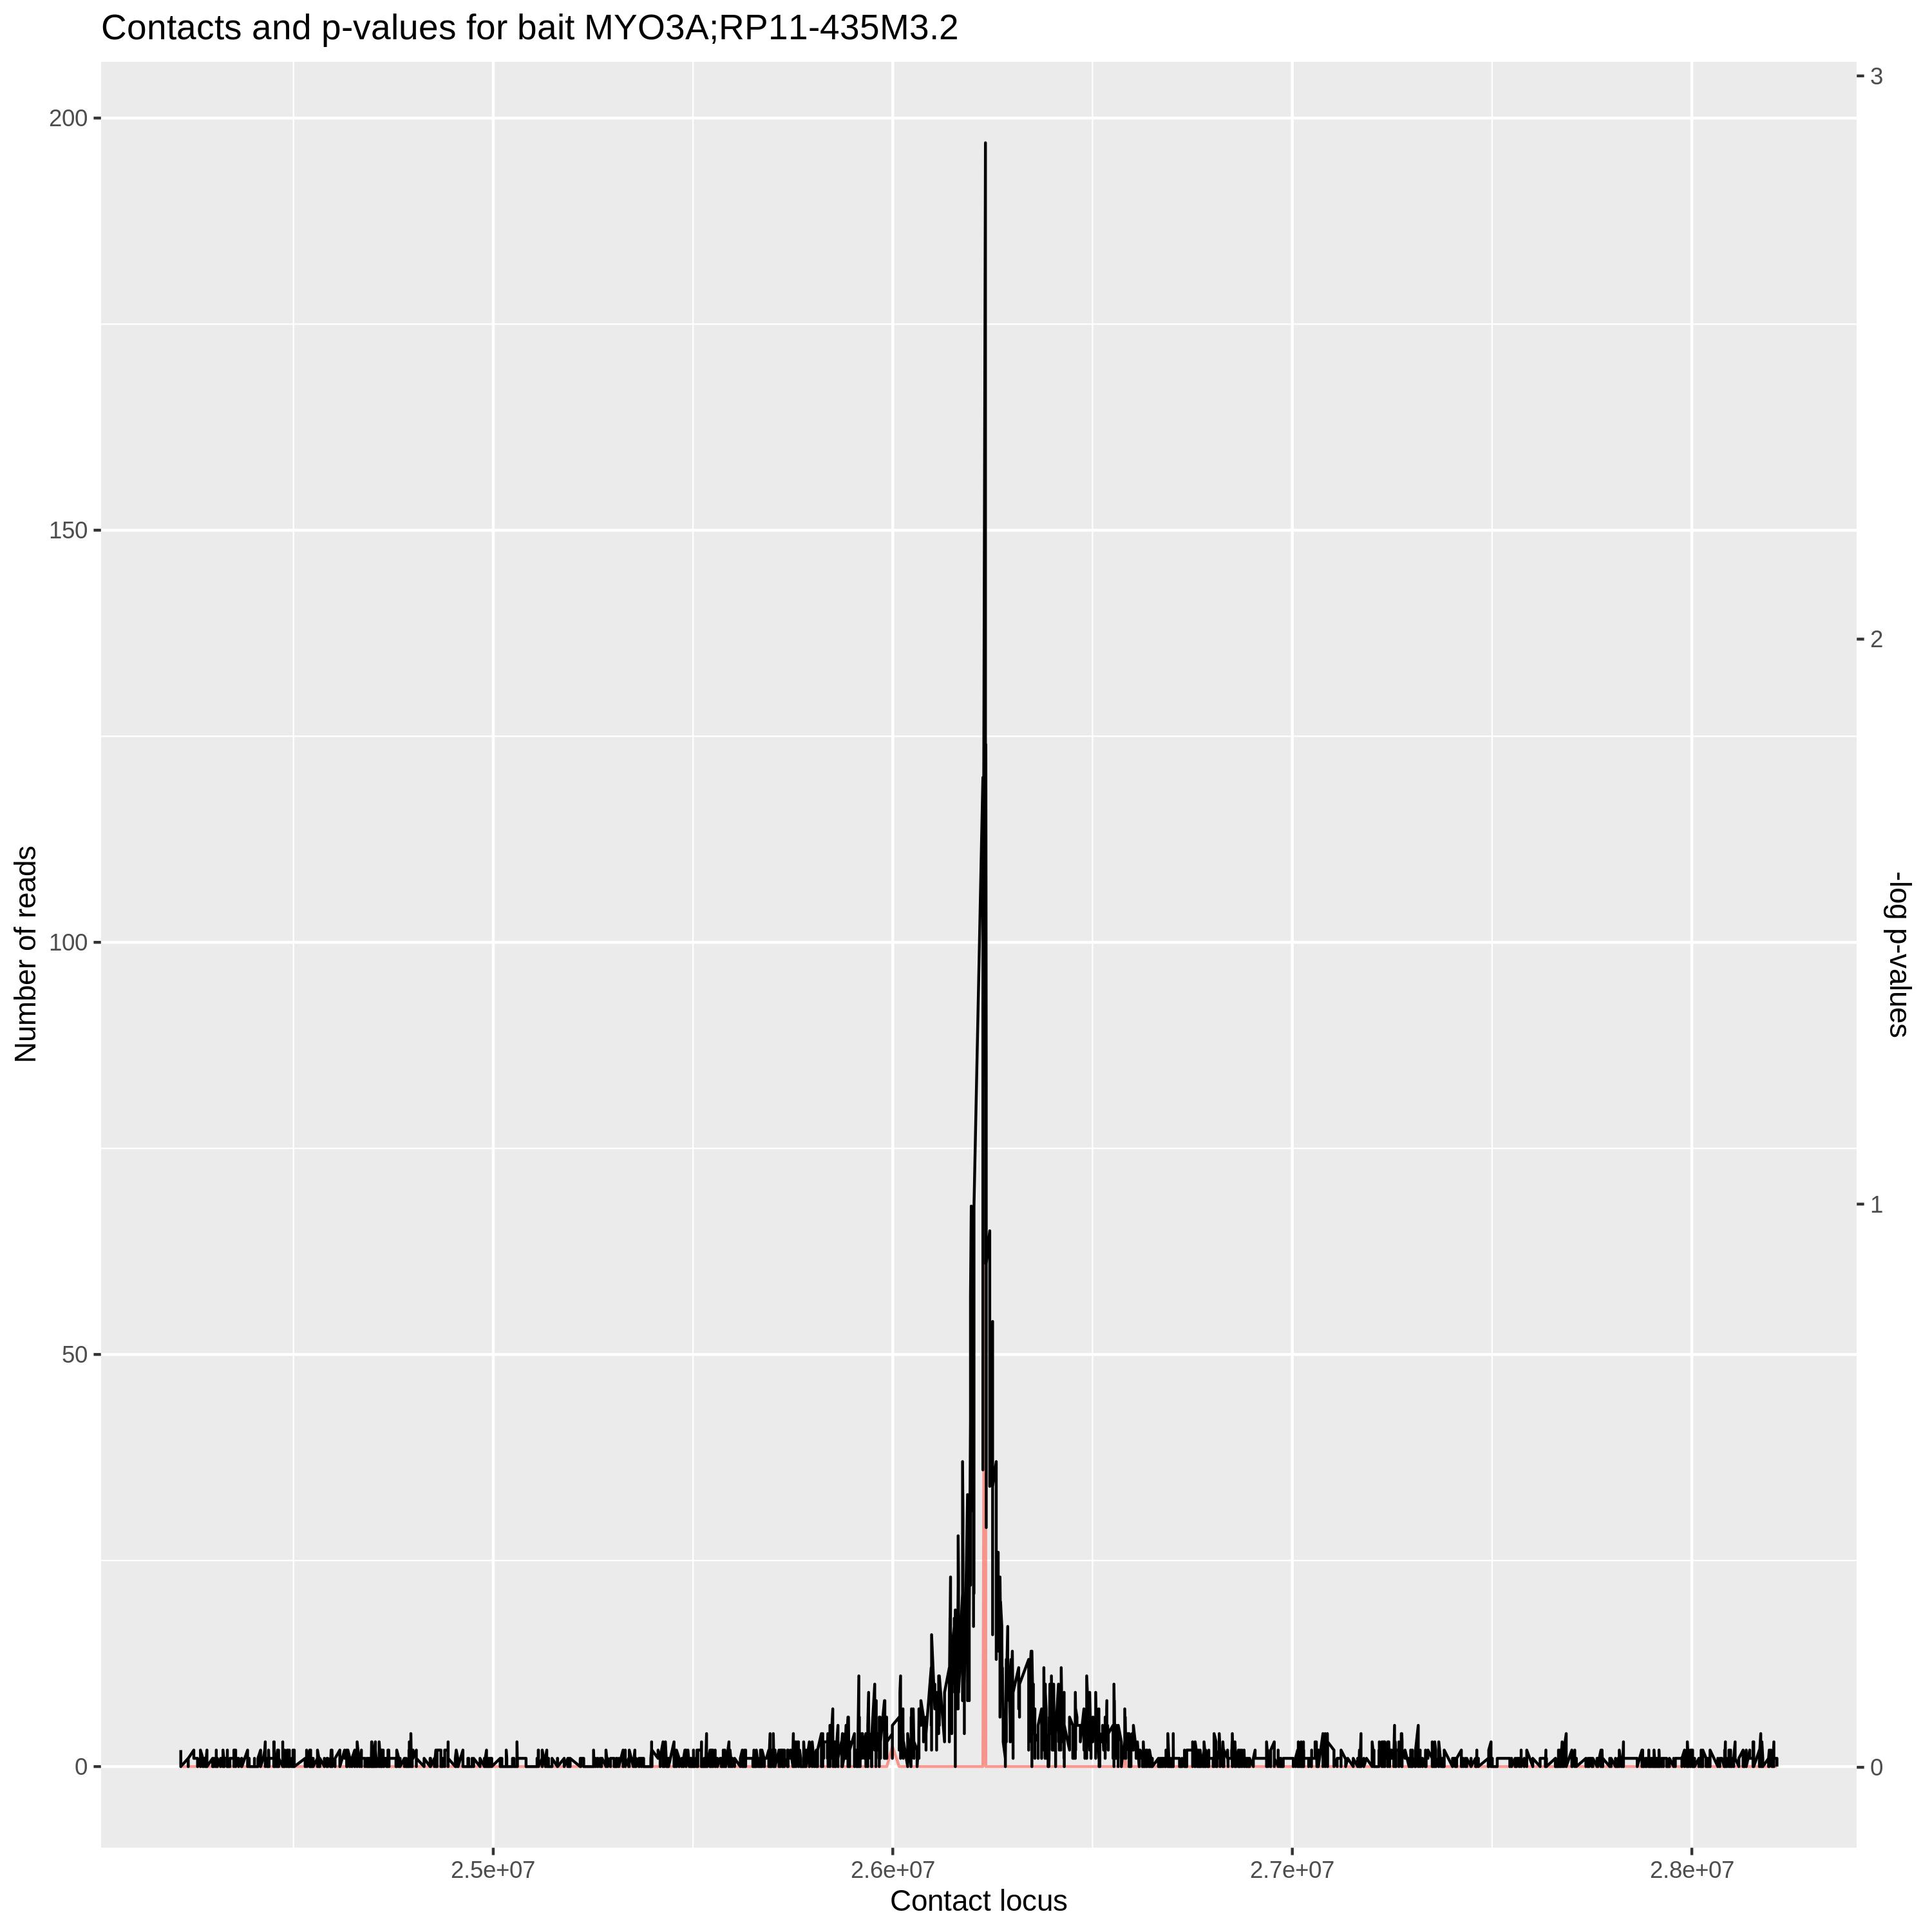 Contacts and p-values for bait MYO3A;RP11-435M3.2
200
150
100
50
0
Number of reads
3
2
1
0
-log p-values
2.5e+07
2.6e+07
2.7e+07
2.8e+07
Contact locus